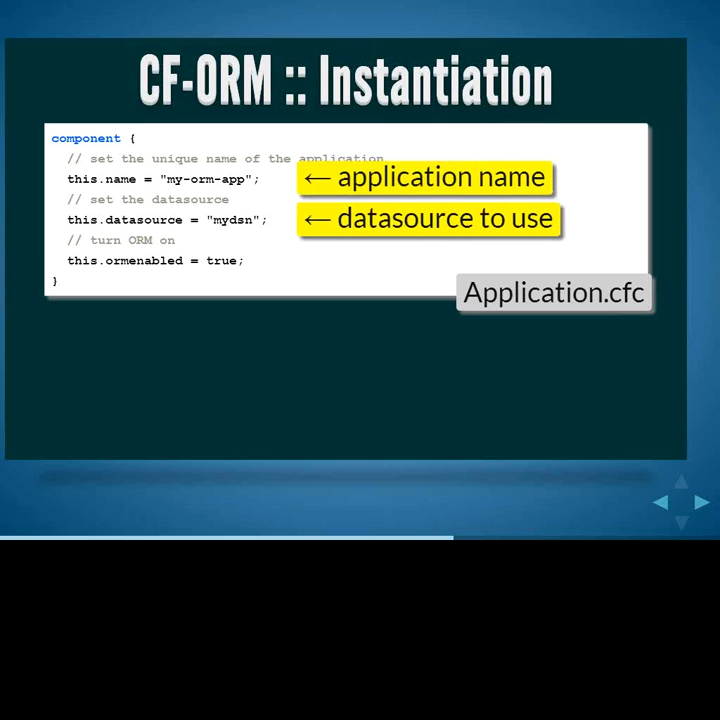 CF-ORM :: Instantiation
component {
// set the unique name of the application
this.name = "my-orm-app";
← application name
// set the datasource
this.datasource = "mydsn";
← datasource to use
// turn ORM on
this.ormenabled = true;
}
Application.cfc